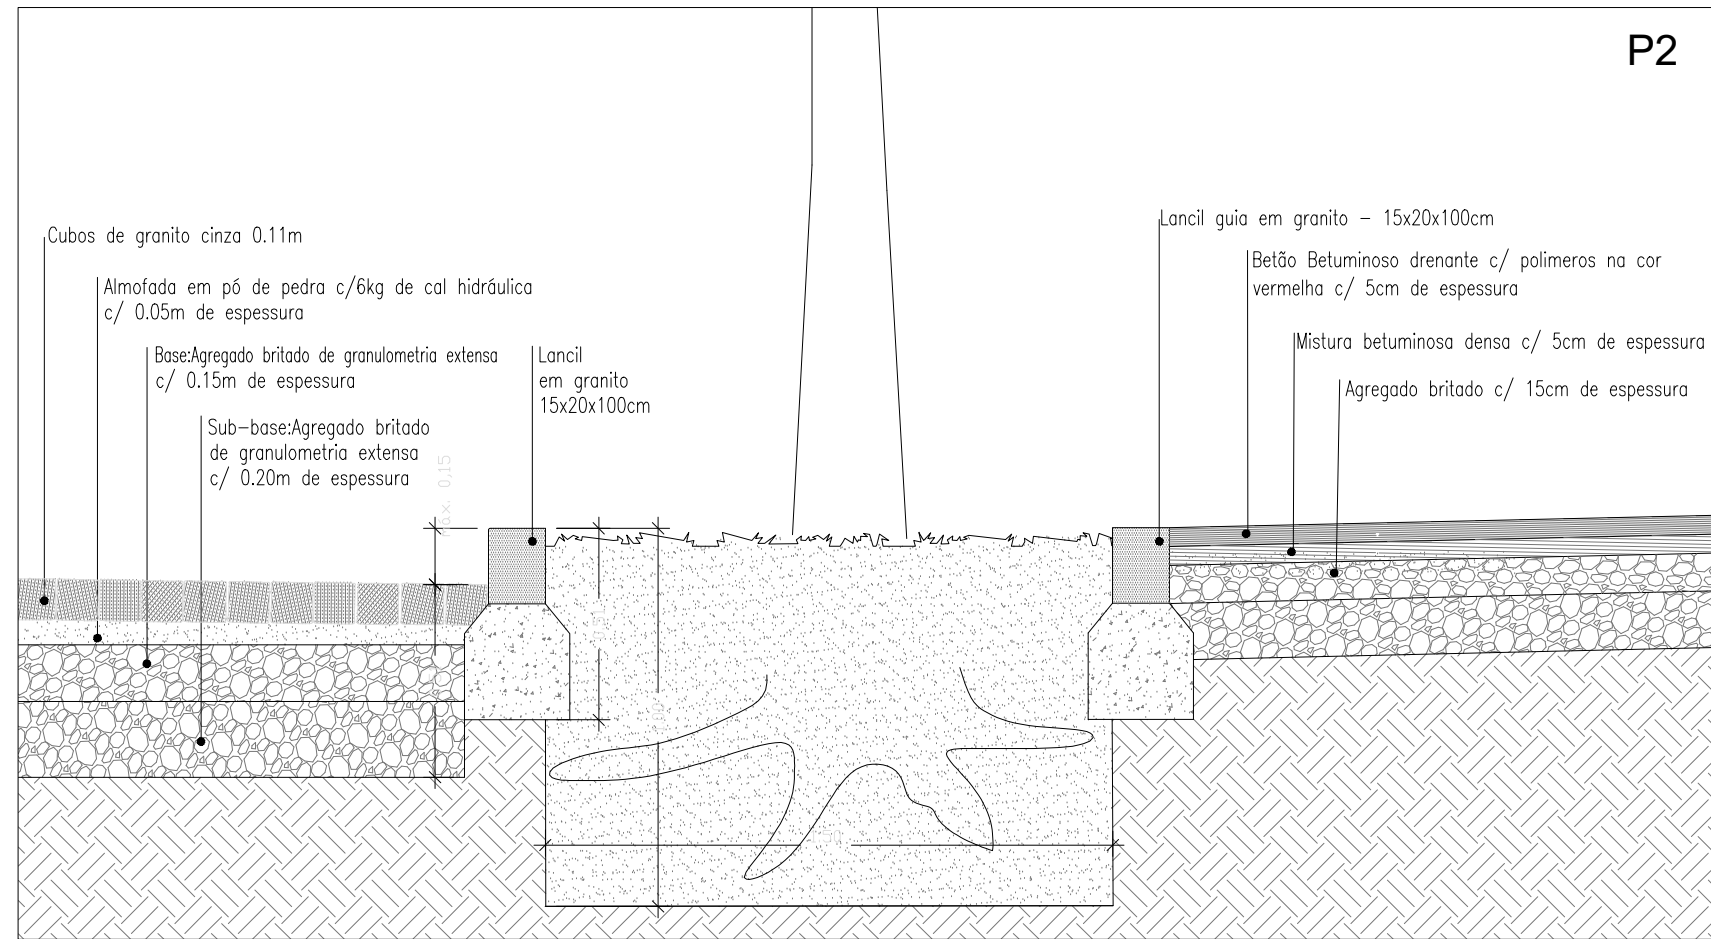 P2
Cubos de granito cinza 0.11m
Almofada em pó de pedra c/6kg de cal hidráulica
c/ 0.05m de espessura
Base:Agregado britado de granulometria extensa
c/ 0.15m de espessura
Sub-base:Agregado britado
de granulometria extensa
c/ 0.20m de espessura
Lancil
em granito
15x20x100cm
Lancil guia em granito - 15x20x100cm
Betão Betuminoso drenante c/ polimeros na cor
vermelha c/ 5cm de espessura
Mistura betuminosa densa c/ 5cm de espessura
Agregado britado c/ 15cm de espessura
máx. 0,15